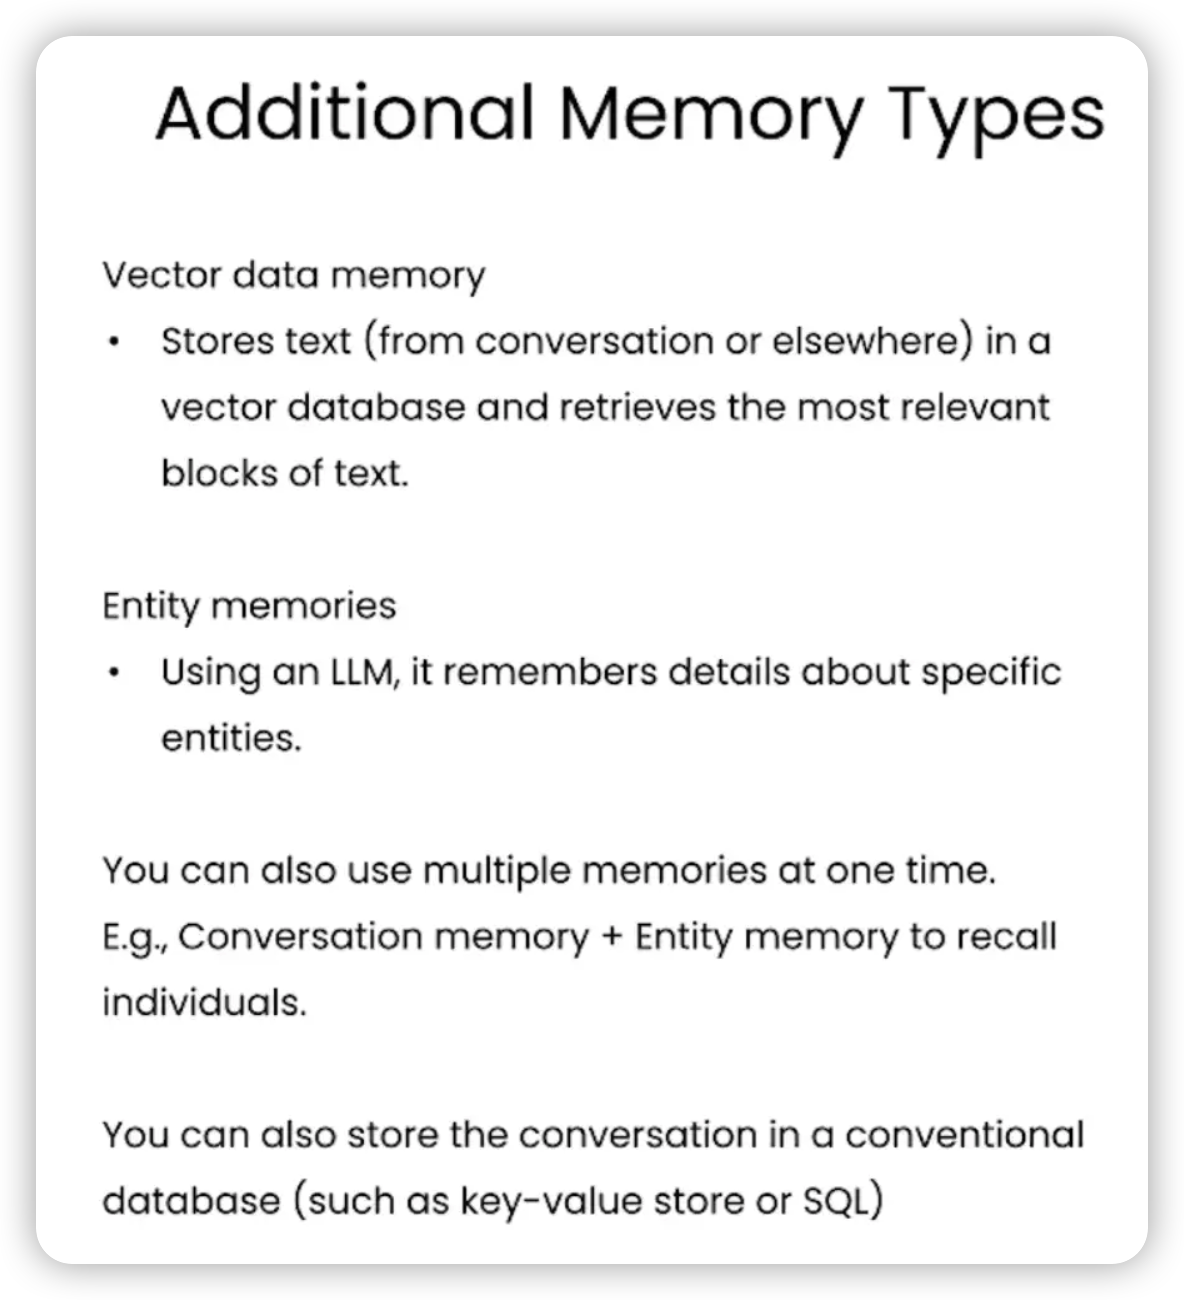 Additional Memory Types
Vector data memory
• Stores text (from conversation or elsewhere) in a
vector database and retrieves the most relevant
blocks of text.
Entity memories
• Using an LLM, it remembers details about specific
entities.
You can also use multiple memories at one time.
E.g., Conversation memory + Entity memory to recall
individuals.
You can also store the conversation in a conventional
database (such as key-value store or SQL)